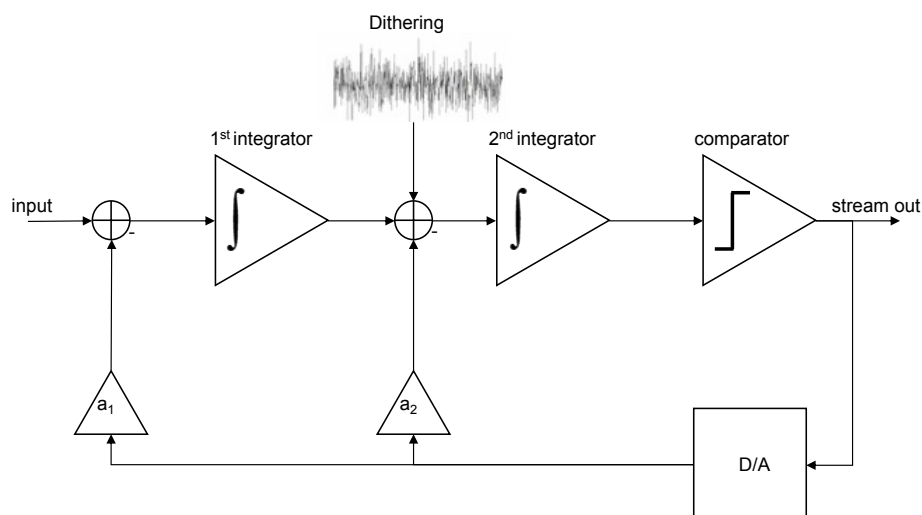 Dithering
1st integrator
2nd integrator
comparator
input
-
-
stream out
a1
a2
D/A